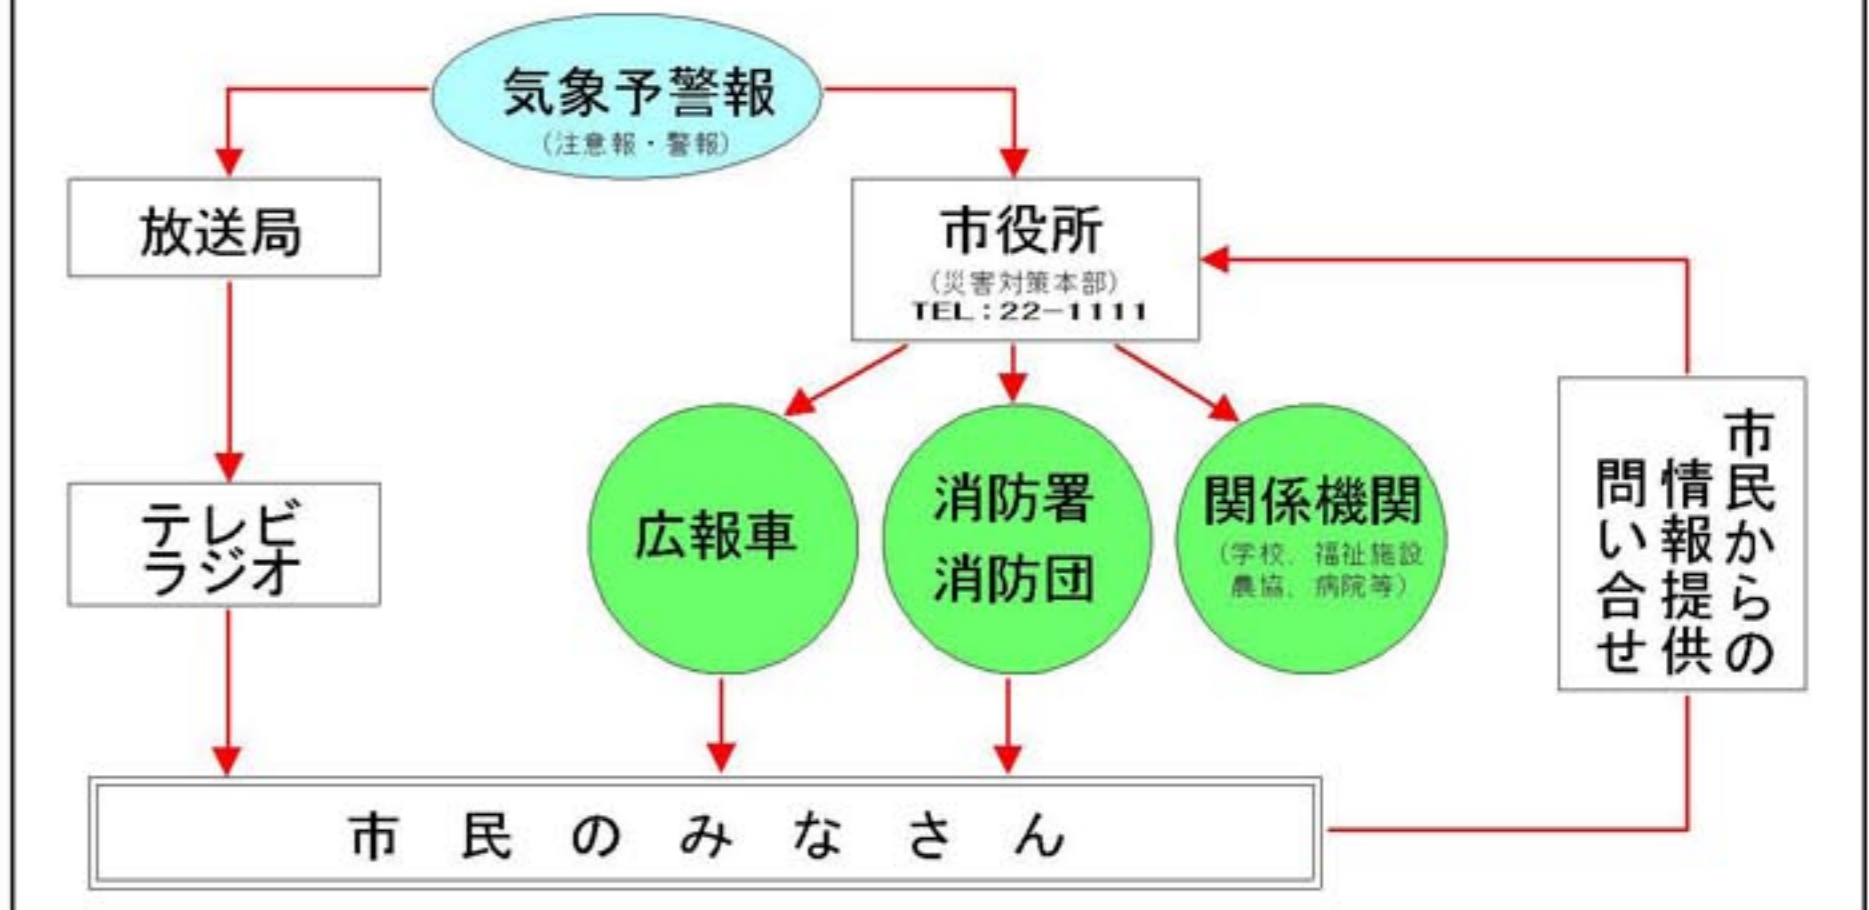 気象予警報
（注意報・警報）
放送局
市役所
（災害対策本部）
TEL：22－1111
テレビ
ラジオ
広報車
消防署
消防団
関係機関
（学校、福祉施設
農協、病院等）
市民からの
情報提供
問い合せ
市民のみなさん